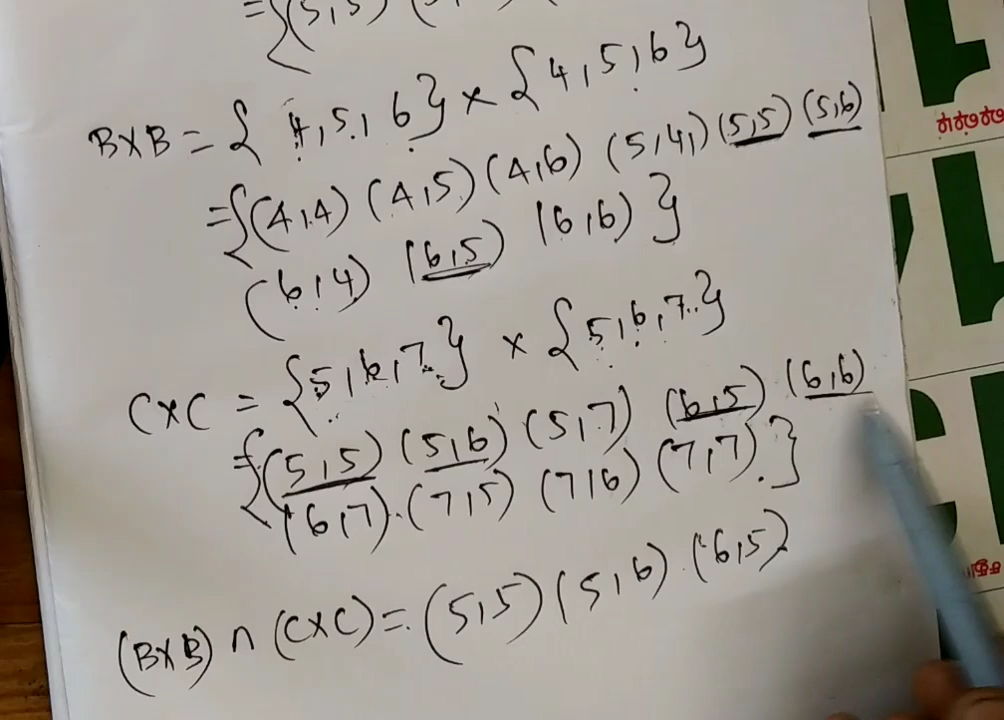 ={(5,5)
B×B = {4,5,6} × {4,5,6}
={(4,4) (4,5) (4,6) (5,4,) (5,5) (5,6)
(6,4) (6,5) (6,6) }
C×C = {5,6,7} × {5,6,7}
={(5,5) (5,6) (5,7) (6,5) (6,6)
(6,7) (7,5) (7,6) (7,7) }
(B×B) ∩ (C×C) = (5,5) (5,6) (6,5)